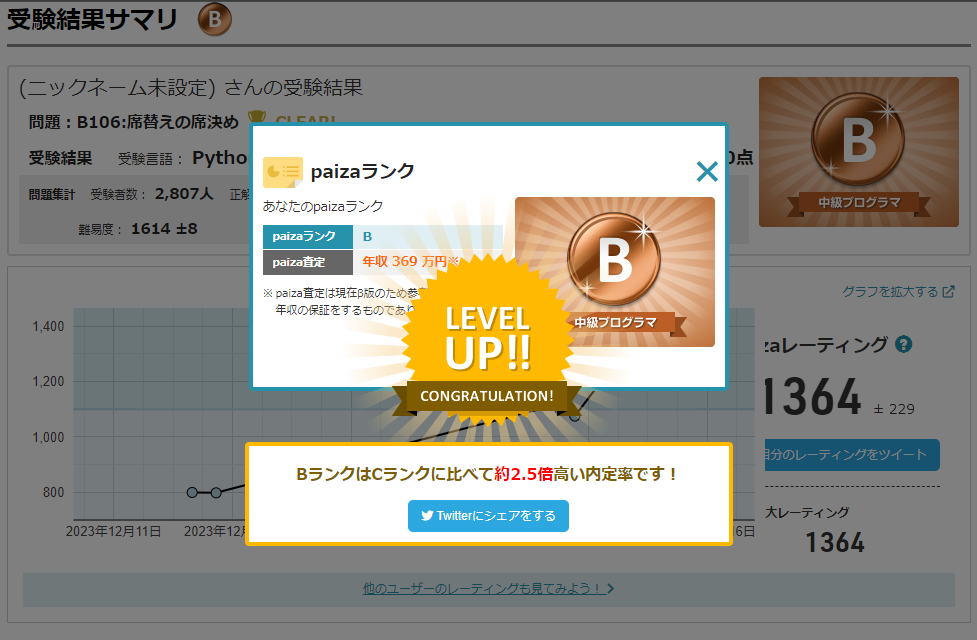 受験結果サマリ B
(ニックネーム未設定) さんの受験結果
問題：B106:席替えの席決め CLEAR!
受験結果 受験言語： Pytho
0点
問題集計 受験者数： 2,807人 正解
難易度： 1614 ±8
B
中級プログラマ
paizaランク
あなたのpaizaランク
paizaランク B
paiza査定 年収 369 万円※
※ paiza査定は現在β版のため参
年収の保証をするものであり
B
中級プログラマ
LEVEL
UP!!
CONGRATULATION!
BランクはCランクに比べて約2.5倍高い内定率です！
Twitterにシェアをする
グラフを拡大する
1,400
1,200
1,000
800
2023年12月11日 2023年12月
6日
zaレーティング ?
1364 ± 229
自分のレーティングをツイート
大レーティング
1364
他のユーザーのレーティングも見てみよう！